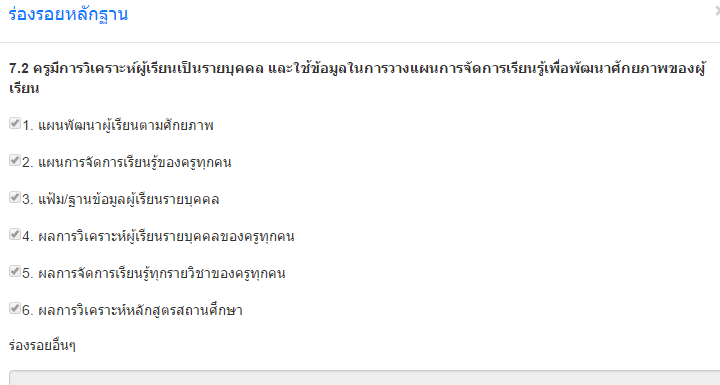 ร่องรอยหลักฐาน
7.2 ครูมีการวิเคราะห์ผู้เรียนเป็นรายบุคคล และใช้ข้อมูลในการวางแผนการจัดการเรียนรู้เพื่อพัฒนาศักยภาพของผู้
เรียน
1. แผนพัฒนาผู้เรียนตามศักยภาพ
2. แผนการจัดการเรียนรู้ของครูทุกคน
3. แฟ้ม/ฐานข้อมูลผู้เรียนรายบุคคล
4. ผลการวิเคราะห์ผู้เรียนรายบุคคลของครูทุกคน
5. ผลการจัดการเรียนรู้ทุกรายวิชาของครูทุกคน
6. ผลการวิเคราะห์หลักสูตรสถานศึกษา
ร่องรอยอื่นๆ